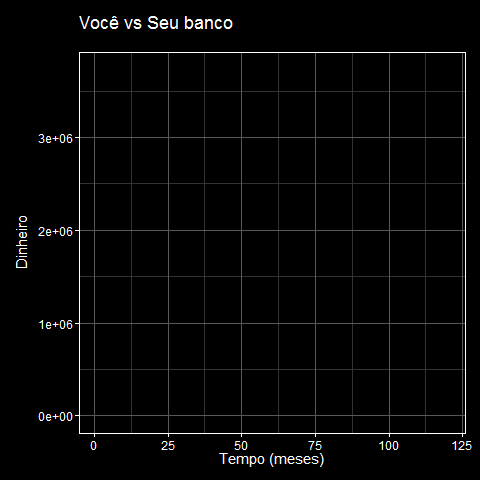 Você vs Seu banco
Dinheiro
3e+06
2e+06
1e+06
0e+00
0 25 50 75 100 125
Tempo (meses)